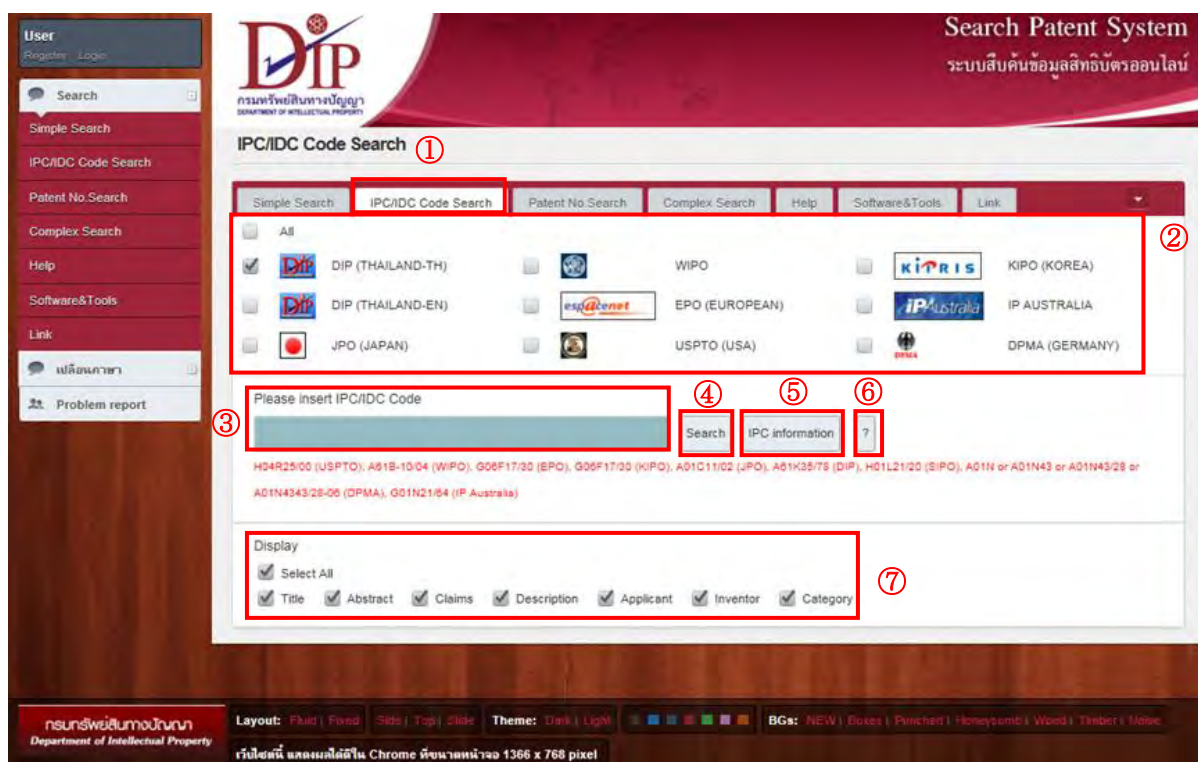 User
Register Login
Search
Simple Search
IPC/IDC Code Search
Patent No.Search
Complex Search
Help
Software&Tools
Link
เปลี่ยนภาษา
Problem report
DIP
กรมทรัพย์สินทางปัญญา
DEPARTMENT OF INTELLECTUAL PROPERTY
Search Patent System
ระบบสืบค้นข้อมูลสิทธิบัตรออนไลน์
IPC/IDC Code Search ①
Simple Search IPC/IDC Code Search Patent No.Search Complex Search Help Software&Tools Link
②
All
DIP DIP (THAILAND-TH) WIPO KIPRIS KIPO (KOREA)
DIP DIP (THAILAND-EN) esp@cenet EPO (EUROPEAN) IP Australia IP AUSTRALIA
JPO (JAPAN) USPTO (USA) DPMA DPMA (GERMANY)
③ Please insert IPC/IDC Code ④ ⑤ ⑥
Search IPC information ?
H04R25/00 (USPTO), A61B-10/04 (WIPO), G06F17/30 (EPO), G06F17/30 (KIPO), A01C11/02 (JPO), A61K35/78 (DIP), H01L21/20 (SIPO), A01N or A01N43 or A01N43/28 or
A01N4343/28-06 (DPMA), G01N21/64 (IP Australia)
Display
Select All
Title Abstract Claims Description Applicant Inventor Category
⑦
กรมทรัพย์สินทางปัญญา
Department of Intellectual Property
Layout: Fluid | Fixed Side | Top | Slide Theme: Dark | Light BGs: NEW | Boxes | Punched | Honeycomb | Wood | Timber | Noise
เว็บไซต์นี้ แสดงผลได้ดีใน Chrome ที่ขนาดหน้าจอ 1366 x 768 pixel